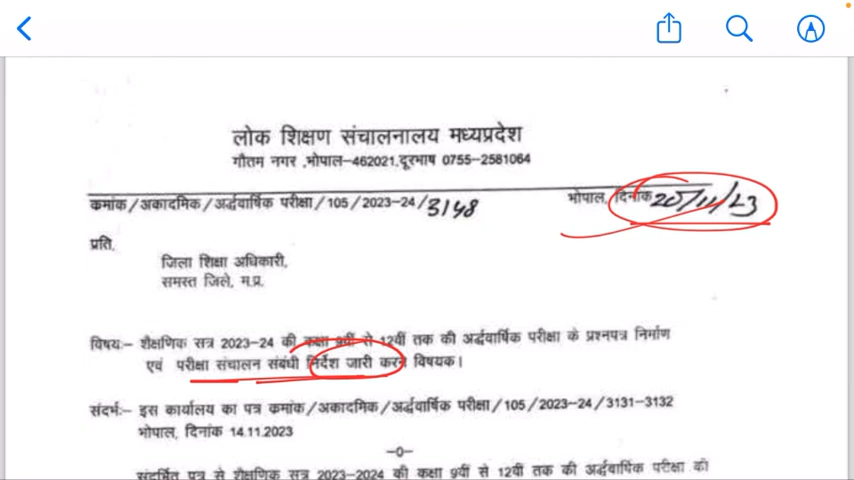 लोक शिक्षण संचालनालय मध्यप्रदेश
गौतम नगर ,भोपाल-462021,दूरभाष 0755-2581064
कमांक/अकादमिक/अर्द्धवार्षिक परीक्षा/105/2023-24/3148
भोपाल, दिनांक 20/11/23
प्रति,
जिला शिक्षा अधिकारी,
समस्त जिले, म.प्र.
विषय:- शैक्षणिक सत्र 2023-24 की कक्षा 9वीं से 12वीं तक की अर्द्धवार्षिक परीक्षा के प्रश्नपत्र निर्माण
एवं परीक्षा संचालन संबंधी निर्देश जारी करने विषयक।
संदर्भ:- इस कार्यालय का पत्र कमांक/अकादमिक/अर्द्धवार्षिक परीक्षा/105/2023-24/3131-3132
भोपाल, दिनांक 14.11.2023
-0-
संदर्भित पत्र से शैक्षणिक सत्र 2023-2024 की कक्षा 9वीं से 12वीं तक की अर्द्धवार्षिक परीक्षा की